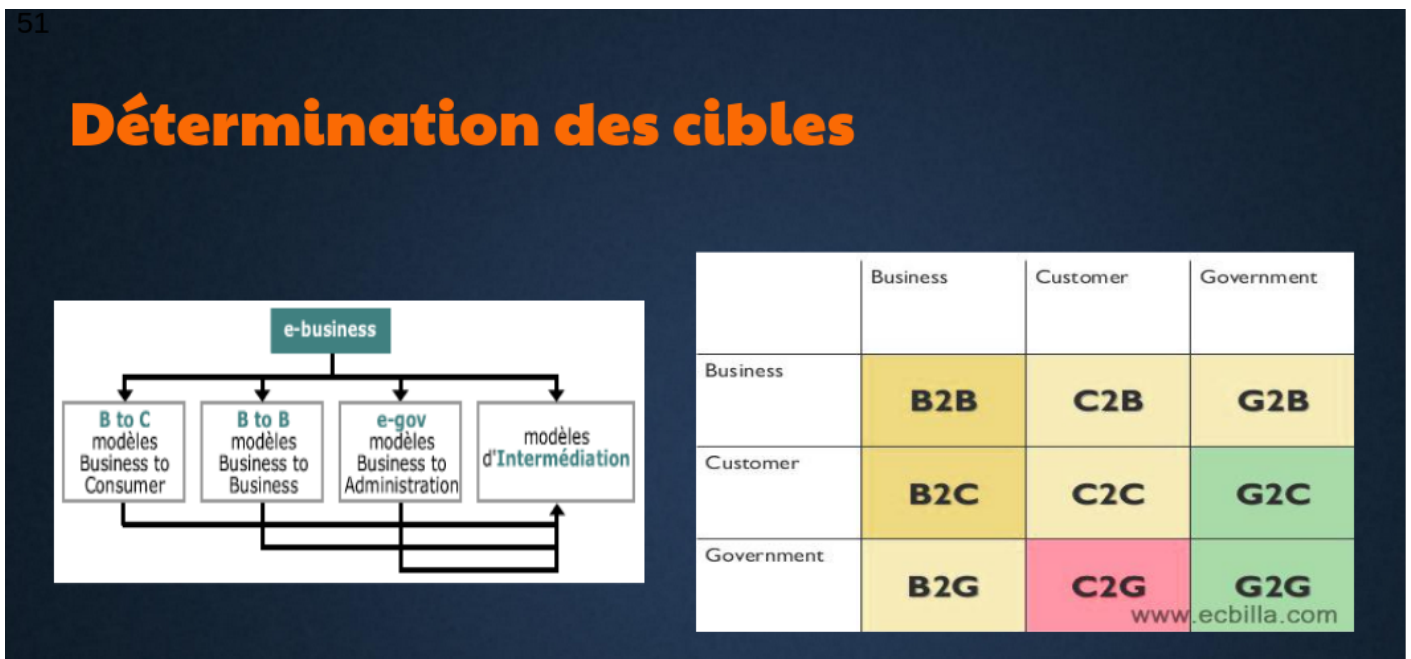 51
Détermination des cibles
e-business
B to C
modèles
Business to
Consumer
B to B
modèles
Business to
Business
e-gov
modèles
Business to
Administration
modèles
d'Intermédiation
Business Customer Government
Business B2B C2B G2B
Customer B2C C2C G2C
Government B2G C2G G2G
www.ecbilla.com